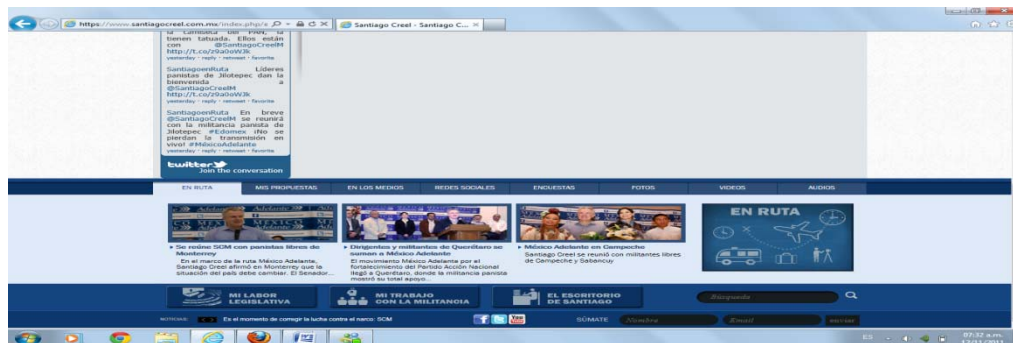 https://www.santiagocreel.com.mx/index.php/e
Santiago Creel - Santiago C...
la camiseta del PAN, la
tienen tatuada. Ellos están
con @SantiagoCreelM
http://t.co/z9a0oWJk
yesterday · reply · retweet · favorite
SantiagoenRuta Líderes
panistas de Jilotepec dan la
bienvenida a
@SantiagoCreelM
http://t.co/z9a0oWJk
yesterday · reply · retweet · favorite
SantiagoenRuta En breve
@SantiagoCreelM se reunirá
con la militancia panista de
Jilotepec #Edomex ¡No se
pierdan la transmisión en
vivo! #MéxicoAdelante
yesterday · reply · retweet · favorite
twitter
Join the conversation
EN RUTA MIS PROPUESTAS EN LOS MEDIOS REDES SOCIALES ENCUESTAS FOTOS VIDEOS AUDIOS
Se reúne SCM con panistas libres de
Monterrey
En el marco de la ruta México Adelante,
Santiago Creel afirmó en Monterrey que la
situación del país debe cambiar. El Senador...
Dirigentes y militantes de Querétaro se
suman a México Adelante
El movimiento México Adelante por el
fortalecimiento del Partido Acción Nacional
llegó a Querétaro, donde la militancia panista
mostró su total apoyo...
México Adelante en Campeche
Santiago Creel se reunió con militantes libres
de Campeche y Sabancuy
EN RUTA
MI LABOR
LEGISLATIVA
MI TRABAJO
CON LA MILITANCIA
EL ESCRITORIO
DE SANTIAGO
Búsqueda
NOTICIAS: Es el momento de corregir la lucha contra el narco: SCM
You
SÚMATE Nombre Email
ES 07:37 a.m.